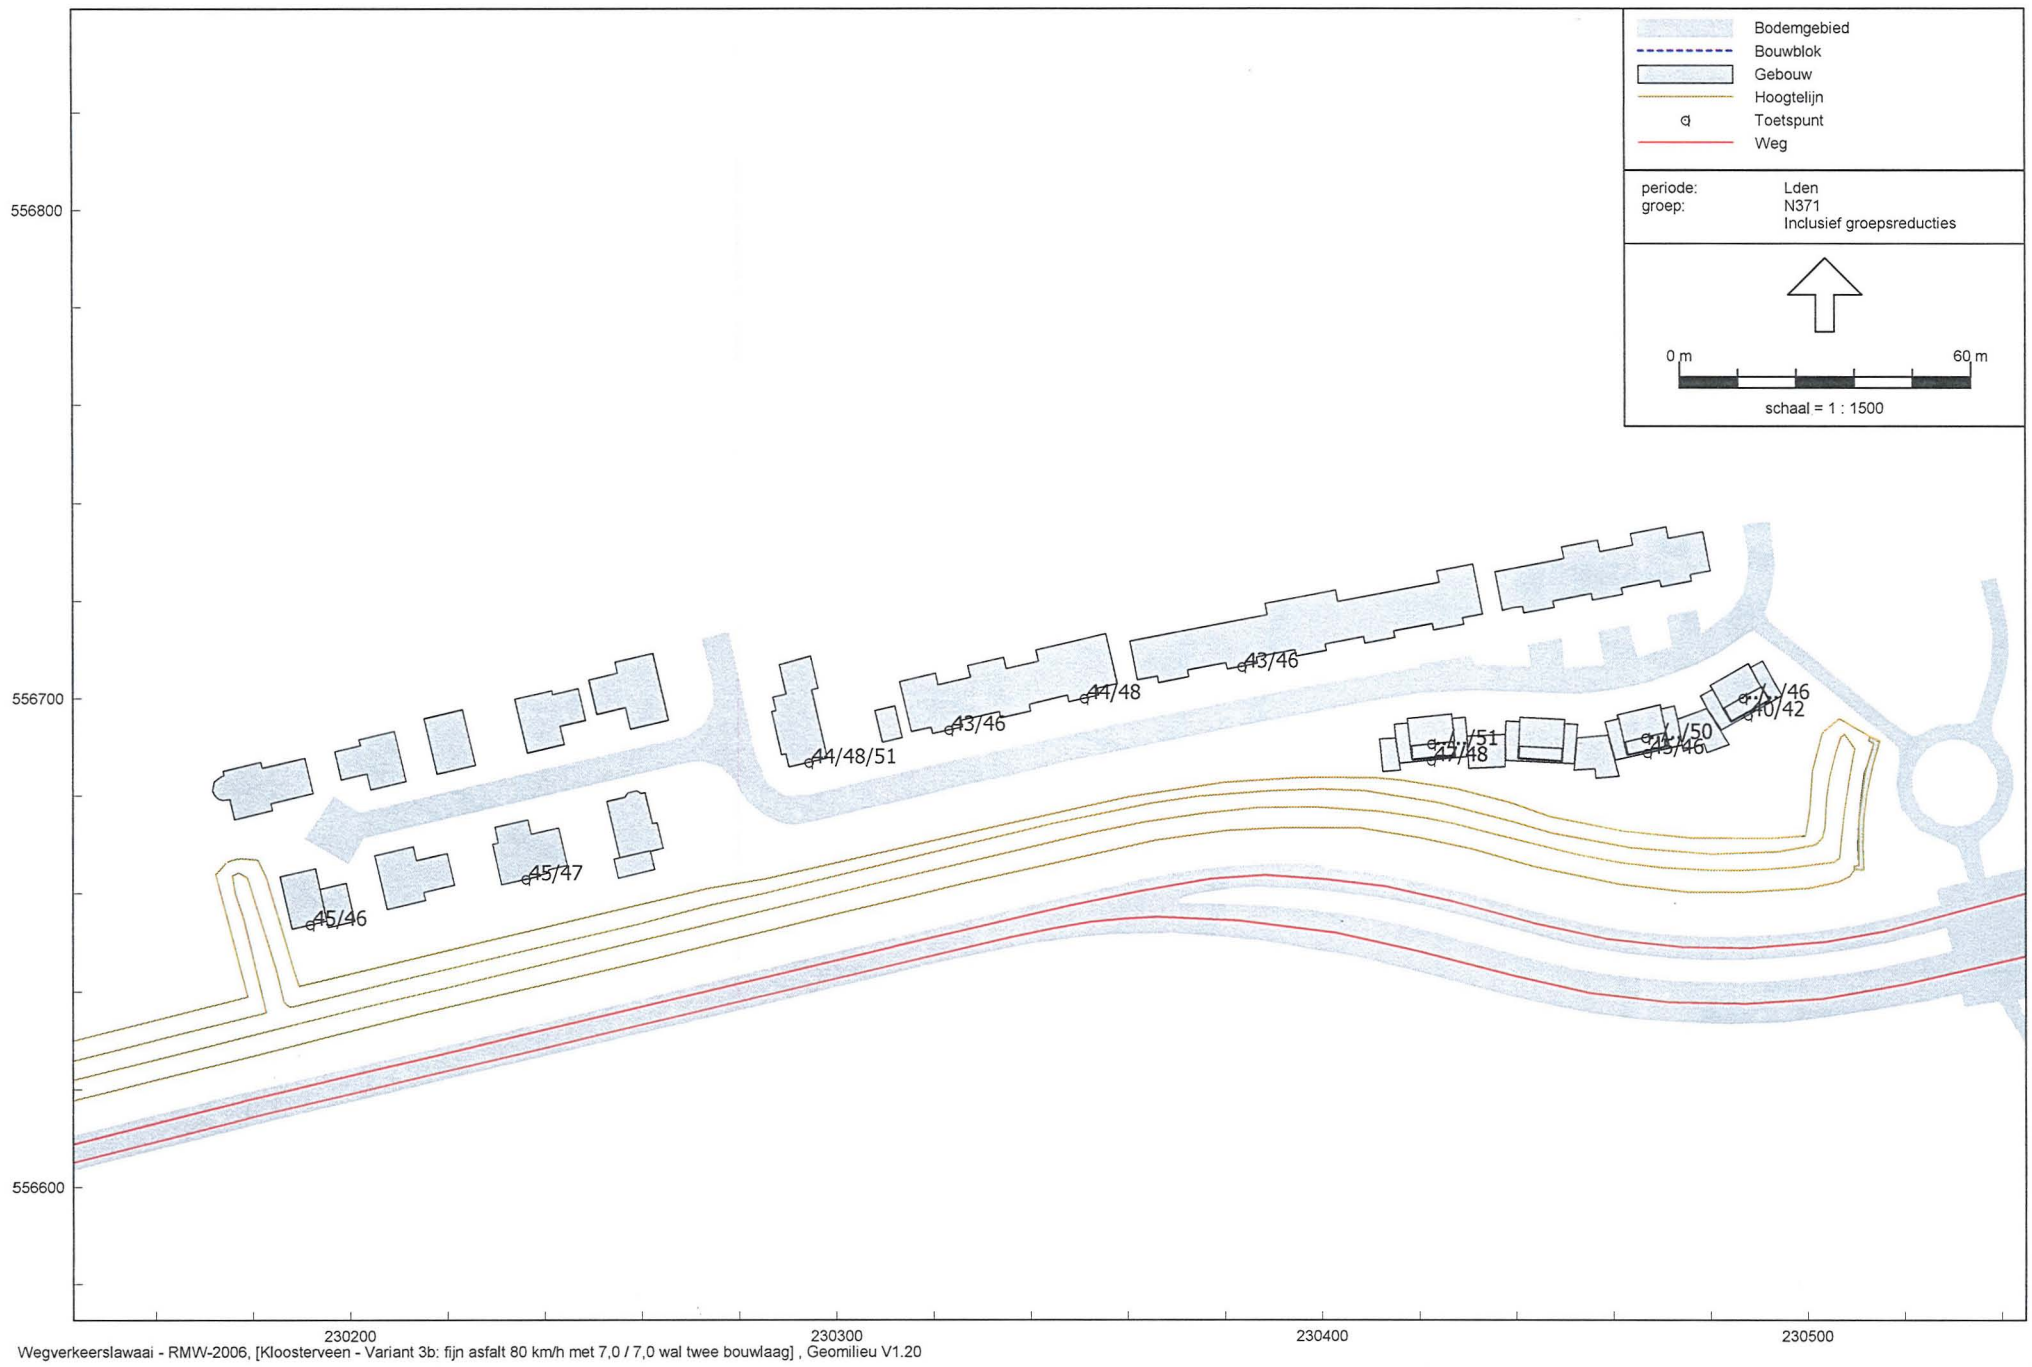 Bodemgebied
Bouwblok
Gebouw
Hoogtelijn
Toetspunt
Weg
periode: Lden
groep: N371
Inclusief groepsreducties
0 m 60 m
schaal = 1 : 1500
556800
556700
556600
43/46
44/48
43/46
44/48/51
45/47
45/46
../../51
47/48
../../50
45/46
../../46
40/42
230200 230300 230400 230500
Wegverkeerslawaai - RMW-2006, [Kloosterveen - Variant 3b: fijn asfalt 80 km/h met 7,0 / 7,0 wal twee bouwlaag] , Geomilieu V1.20